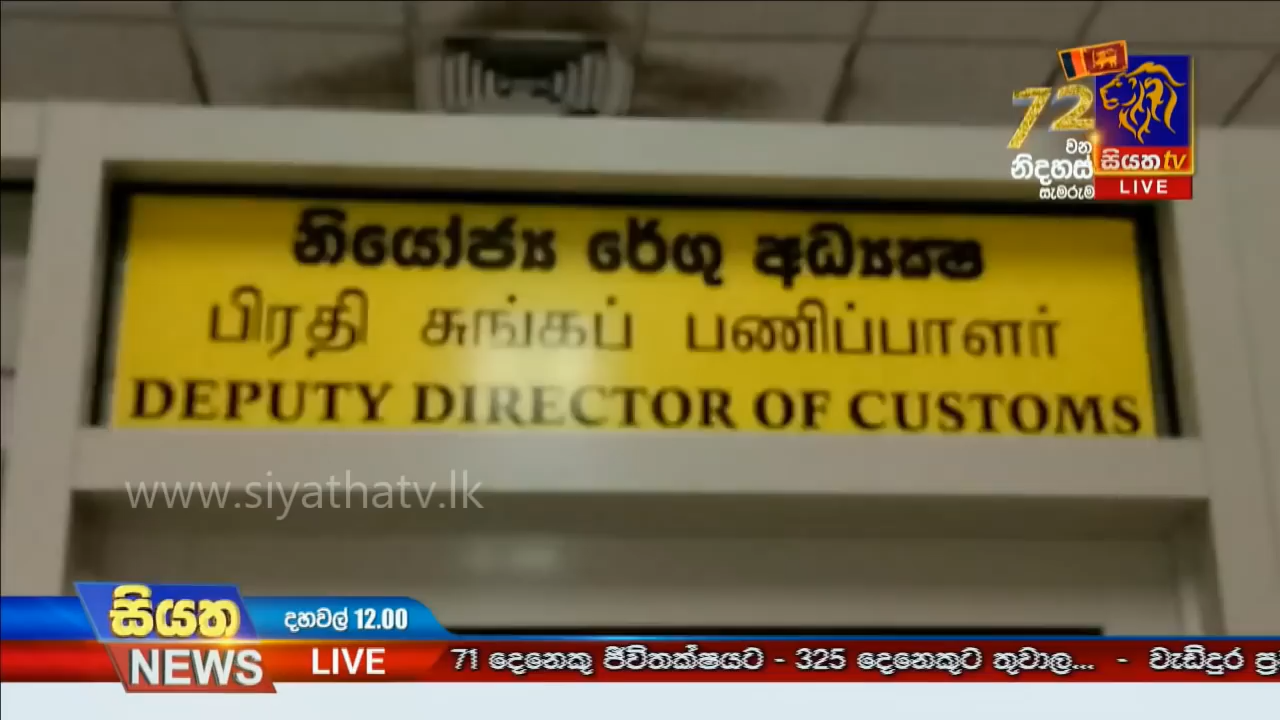 72
වන
නිදහස්
සැමරුම
සියත tv
LIVE
නියෝජ්‍ය රේගු අධ්‍යක්ෂ
பிரதி சுங்கப் பணிப்பாளர்
DEPUTY DIRECTOR OF CUSTOMS
www.siyathatv.lk
සියත දහවල් 12.00
NEWS LIVE 71 දෙනෙකු ජීවිතක්ෂයට - 325 දෙනෙකුට තුවාල... - වැඩිදුර